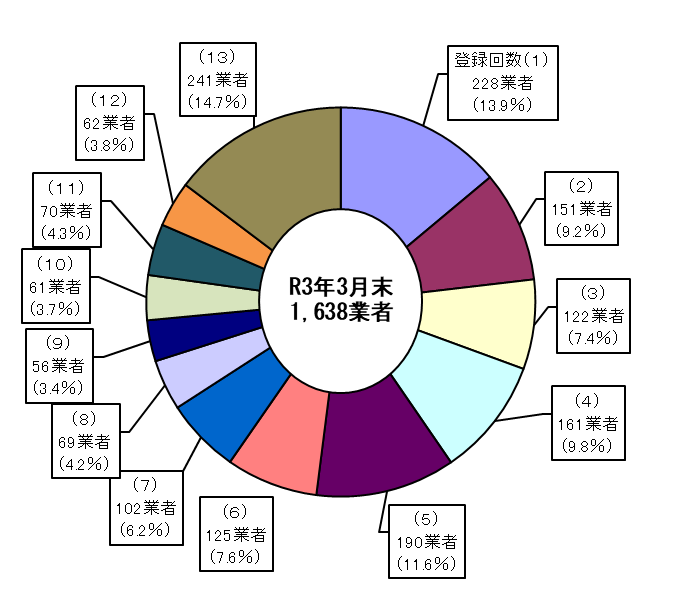 登録回数(1)
228業者
(13.9%)
(2)
151業者
(9.2%)
(3)
122業者
(7.4%)
(4)
161業者
(9.8%)
(5)
190業者
(11.6%)
(6)
125業者
(7.6%)
(7)
102業者
(6.2%)
(8)
69業者
(4.2%)
(9)
56業者
(3.4%)
(10)
61業者
(3.7%)
(11)
70業者
(4.3%)
(12)
62業者
(3.8%)
(13)
241業者
(14.7%)
R3年3月末
1,638業者